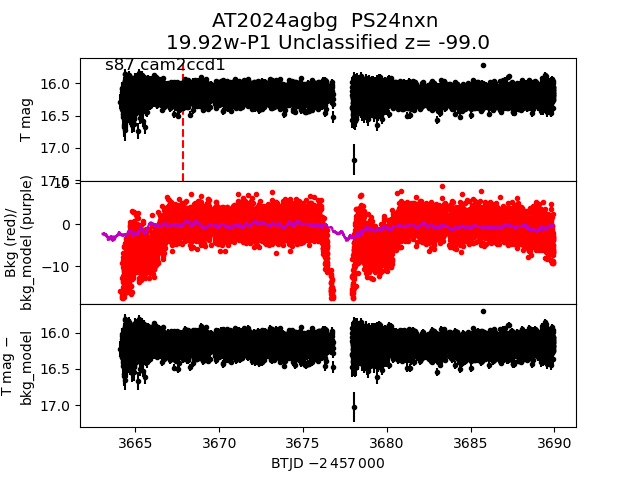 AT2024agbg  PS24nxn
19.92w-P1 Unclassified z= -99.0
s87 cam2ccd1
T mag
16.0
16.5
17.0
17.5
Bkg (red)/
bkg_model (purple)
10
0
−10
T mag −
bkg_model
16.0
16.5
17.0
3665
3670
3675
3680
3685
3690
BTJD −2 457 000